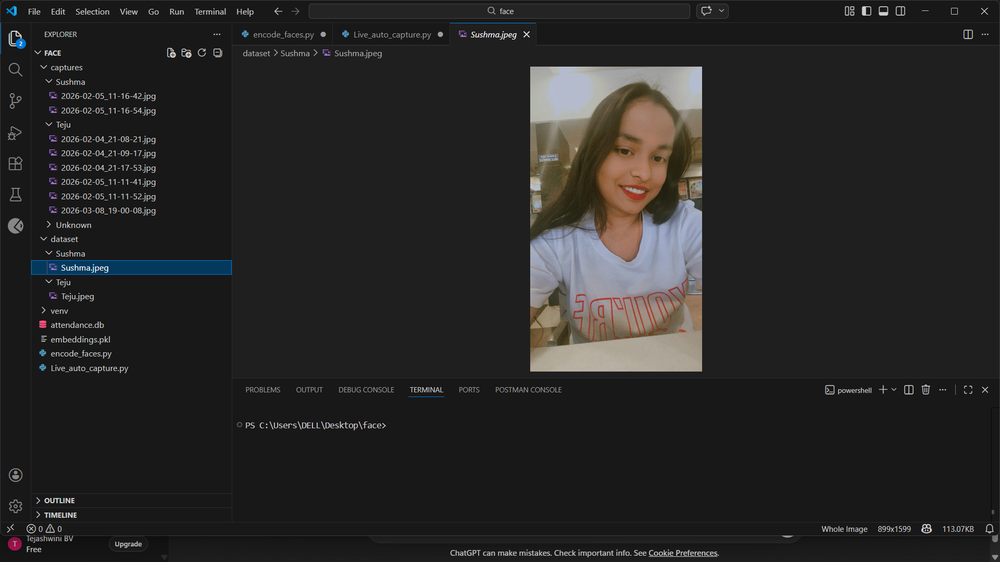 File Edit Selection View Go Run Terminal Help
face
EXPLORER
2
FACE
captures
Sushma
2026-02-05_11-16-42.jpg
2026-02-05_11-16-54.jpg
Teju
2026-02-04_21-08-21.jpg
2026-02-04_21-09-17.jpg
2026-02-04_21-17-53.jpg
2026-02-05_11-11-41.jpg
2026-02-05_11-11-52.jpg
2026-03-08_19-00-08.jpg
Unknown
dataset
Sushma
Sushma.jpeg
Teju
Teju.jpeg
venv
attendance.db
embeddings.pkl
encode_faces.py
Live_auto_capture.py
OUTLINE
TIMELINE
encode_faces.py Live_auto_capture.py Sushma.jpeg
dataset > Sushma > Sushma.jpeg
PROBLEMS OUTPUT DEBUG CONSOLE TERMINAL PORTS POSTMAN CONSOLE
powershell
PS C:\Users\DELL\Desktop\face>
0 0
Whole Image 899x1599 113.07KB
T
Tejashwini BV
Free
Upgrade
ChatGPT can make mistakes. Check important info. See Cookie Preferences.